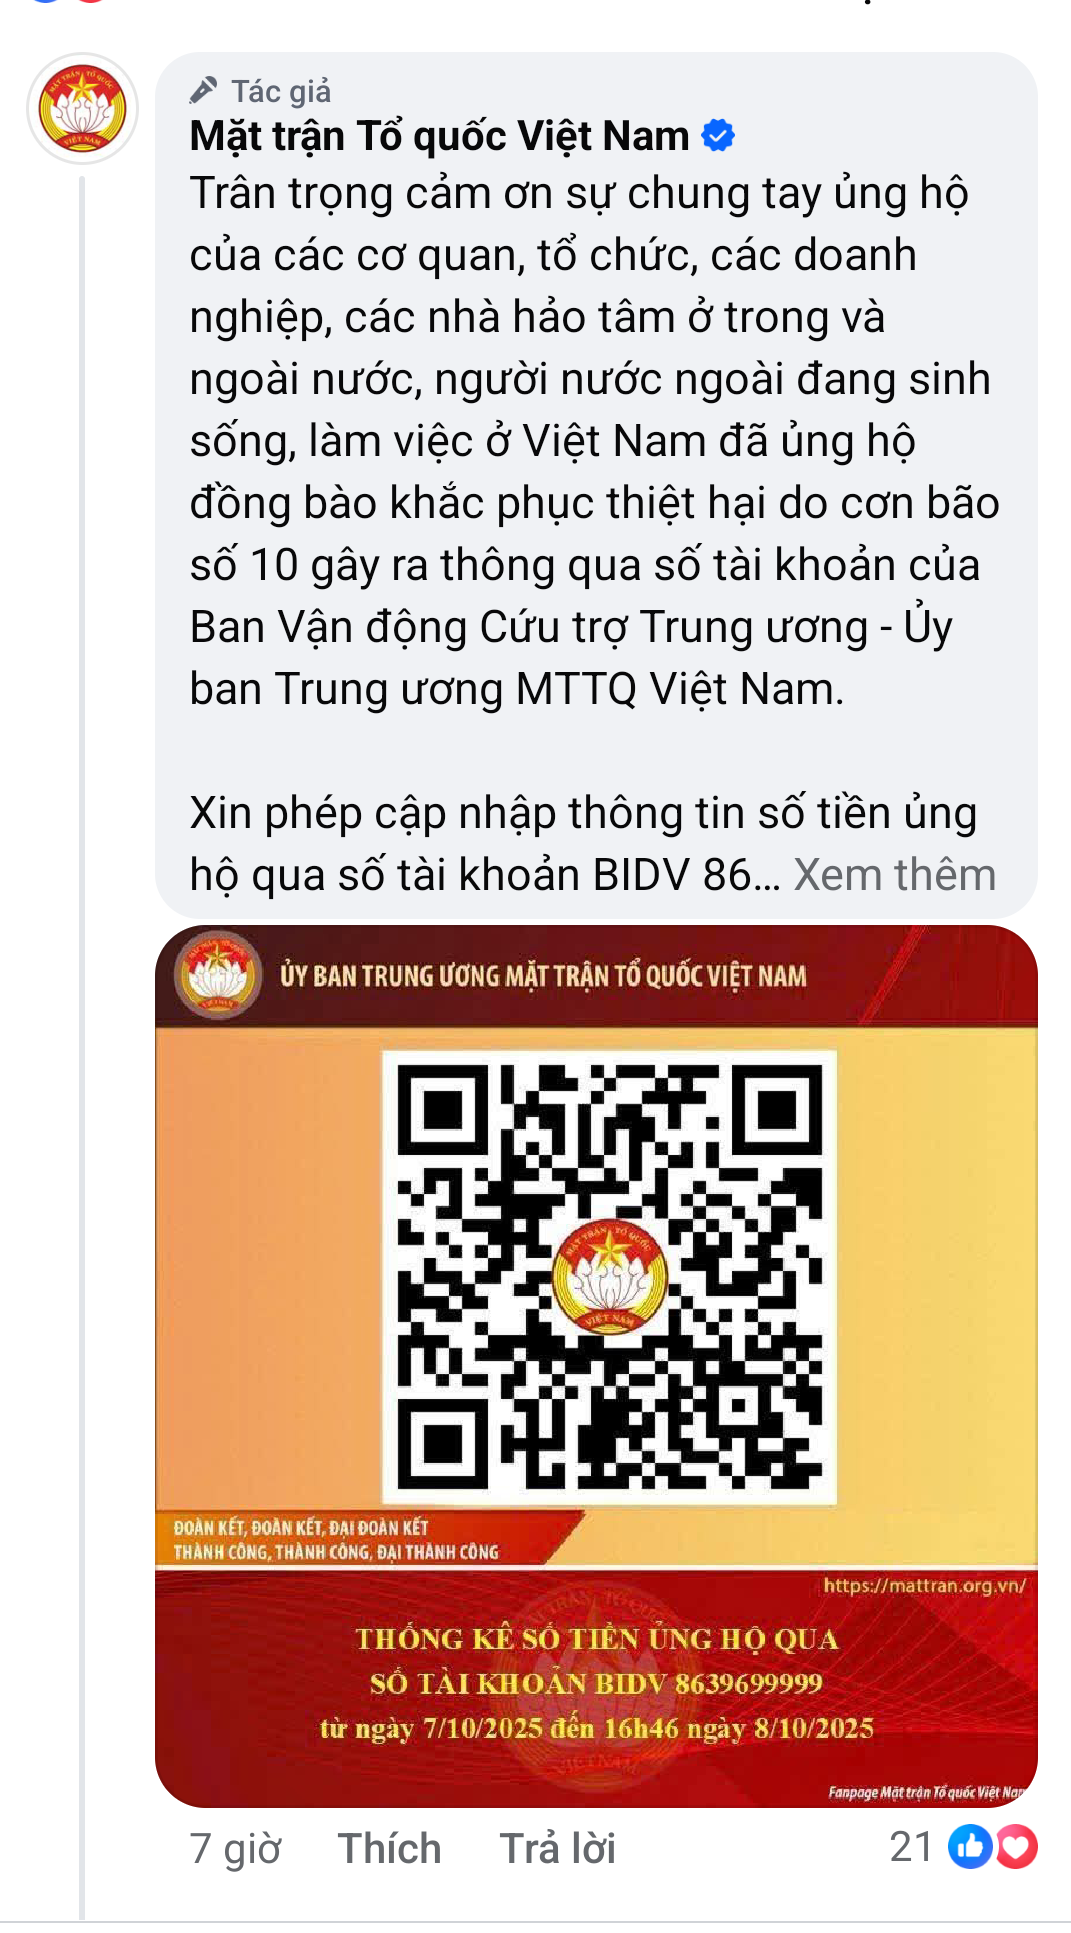 Tác giả
Mặt trận Tổ quốc Việt Nam
Trân trọng cảm ơn sự chung tay ủng hộ
của các cơ quan, tổ chức, các doanh
nghiệp, các nhà hảo tâm ở trong và
ngoài nước, người nước ngoài đang sinh
sống, làm việc ở Việt Nam đã ủng hộ
đồng bào khắc phục thiệt hại do cơn bão
số 10 gây ra thông qua số tài khoản của
Ban Vận động Cứu trợ Trung ương - Ủy
ban Trung ương MTTQ Việt Nam.
Xin phép cập nhập thông tin số tiền ủng
hộ qua số tài khoản BIDV 86... Xem thêm
ỦY BAN TRUNG ƯƠNG MẶT TRẬN TỔ QUỐC VIỆT NAM
MẶT TRẬN TỔ QUỐC
VIỆT NAM
ĐOÀN KẾT, ĐOÀN KẾT, ĐẠI ĐOÀN KẾT
THÀNH CÔNG, THÀNH CÔNG, ĐẠI THÀNH CÔNG
https://mattran.org.vn/
THỐNG KÊ SỐ TIỀN ỦNG HỘ QUA
SỐ TÀI KHOẢN BIDV 8639699999
từ ngày 7/10/2025 đến 16h46 ngày 8/10/2025
Fanpage Mặt trận Tổ quốc Việt Nam
7 giờ Thích Trả lời 21